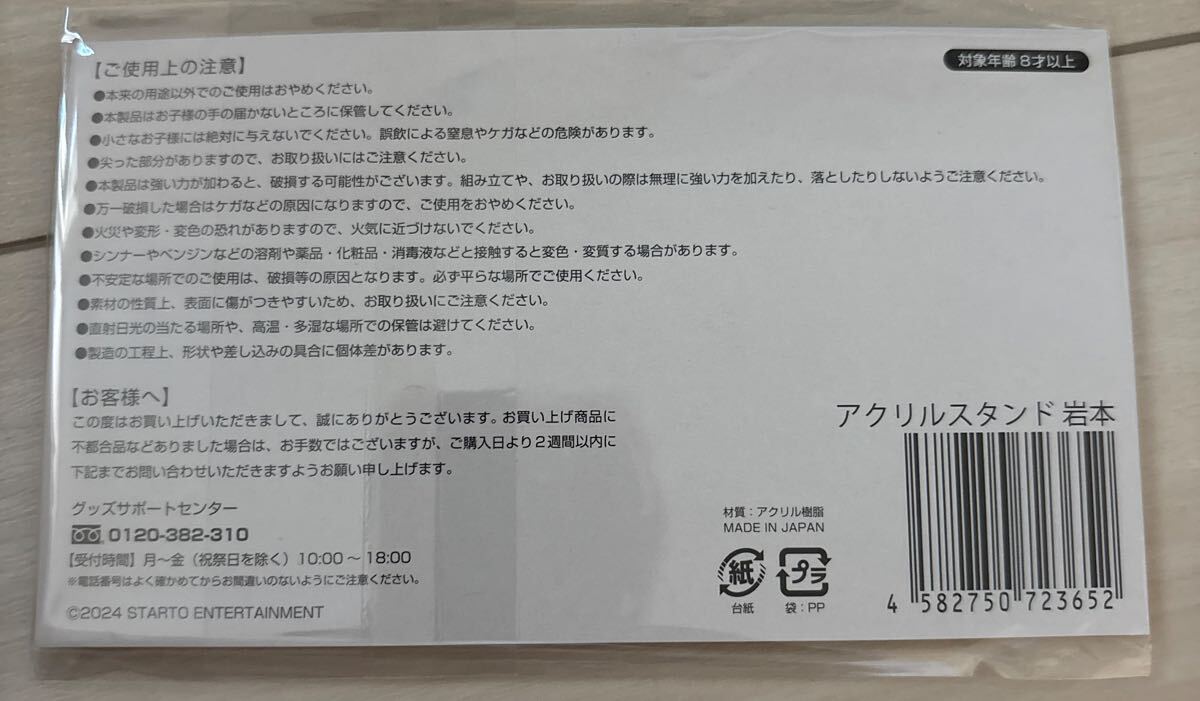 【ご使用上の注意】
対象年齢8才以上
●本来の用途以外でのご使用はおやめください。
●本製品はお子様の手の届かないところに保管してください。
●小さなお子様には絶対に与えないでください。誤飲による窒息やケガなどの危険があります。
●尖った部分がありますので、お取り扱いにはご注意ください。
●本製品は強い力が加わると、破損する可能性がございます。組み立てや、お取り扱いの際は無理に強い力を加えたり、落としたりしないようご注意ください。
●万一破損した場合はケガなどの原因になりますので、ご使用をおやめください。
●火災や変形・変色の恐れがありますので、火気に近づけないでください。
●シンナーやベンジンなどの溶剤や薬品・化粧品・消毒液などと接触すると変色・変質する場合があります。
●不安定な場所でのご使用は、破損等の原因となります。必ず平らな場所でご使用ください。
●素材の性質上、表面に傷がつきやすいため、お取り扱いにご注意ください。
●直射日光の当たる場所や、高温・多湿な場所での保管は避けてください。
●製造の工程上、形状や差し込みの具合に個体差があります。
【お客様へ】
この度はお買い上げいただきまして、誠にありがとうございます。お買い上げ商品に
不都合品などありました場合は、お手数ではございますが、ご購入日より2週間以内に
下記までお問い合わせいただきますようお願い申し上げます。
グッズサポートセンター
0120-382-310
【受付時間】月～金（祝祭日を除く）10:00～18:00
※電話番号はよく確かめてからお間違いのないようにご注意ください。
©2024 STARTO ENTERTAINMENT
アクリルスタンド 岩本
材質：アクリル樹脂
MADE IN JAPAN
紙
プラ
台紙
袋：PP
4 582750 723652